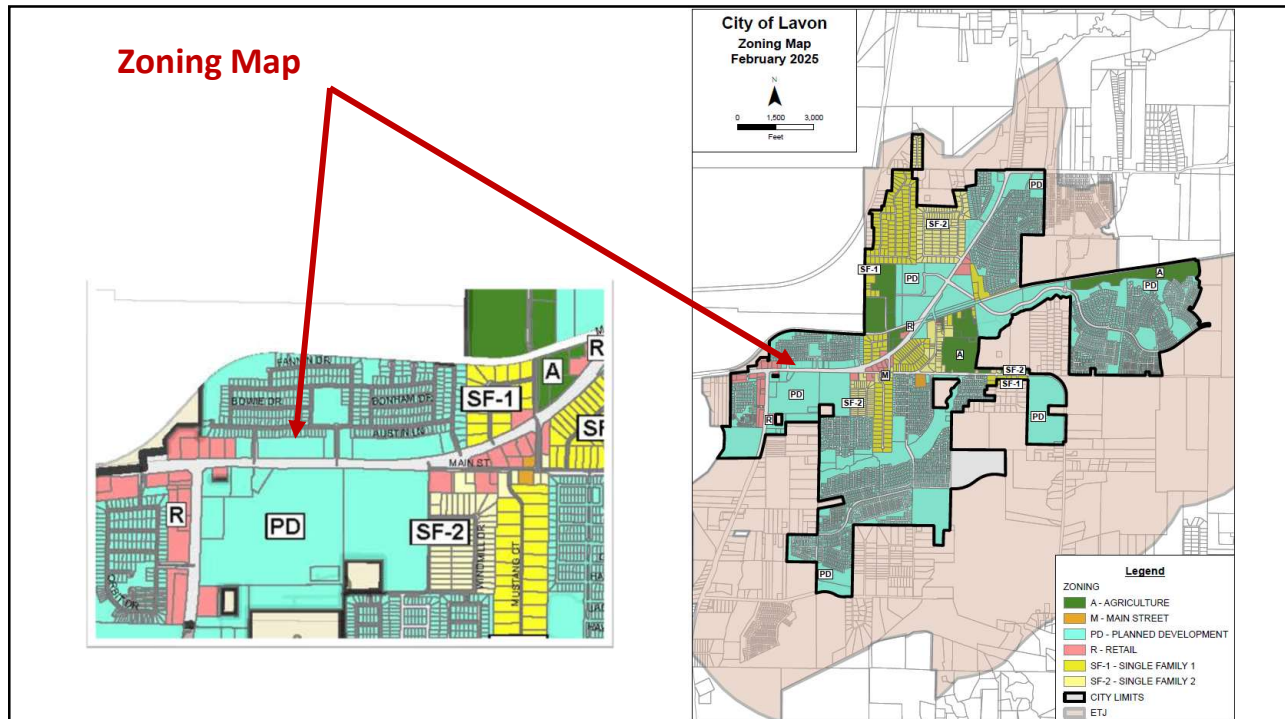 Zoning Map
City of Lavon
Zoning Map
February 2025
N
0 1,500 3,000
Feet
PD
SF-2
SF-1
PD
A
PD
R
A
M
SF-2
SF-1
PD
SF-2
PD
R
PD
FANNIN DR.
BOWIE DR.
BONHAM DR.
AUSTIN LN.
SF-1
A
R
SF
MAIN ST.
R
PD
SF-2
WINDMILL DR
MUSTANG CT
ORBIT DR.
Legend
ZONING
A - AGRICULTURE
M - MAIN STREET
PD - PLANNED DEVELOPMENT
R - RETAIL
SF-1 - SINGLE FAMILY 1
SF-2 - SINGLE FAMILY 2
CITY LIMITS
ETJ